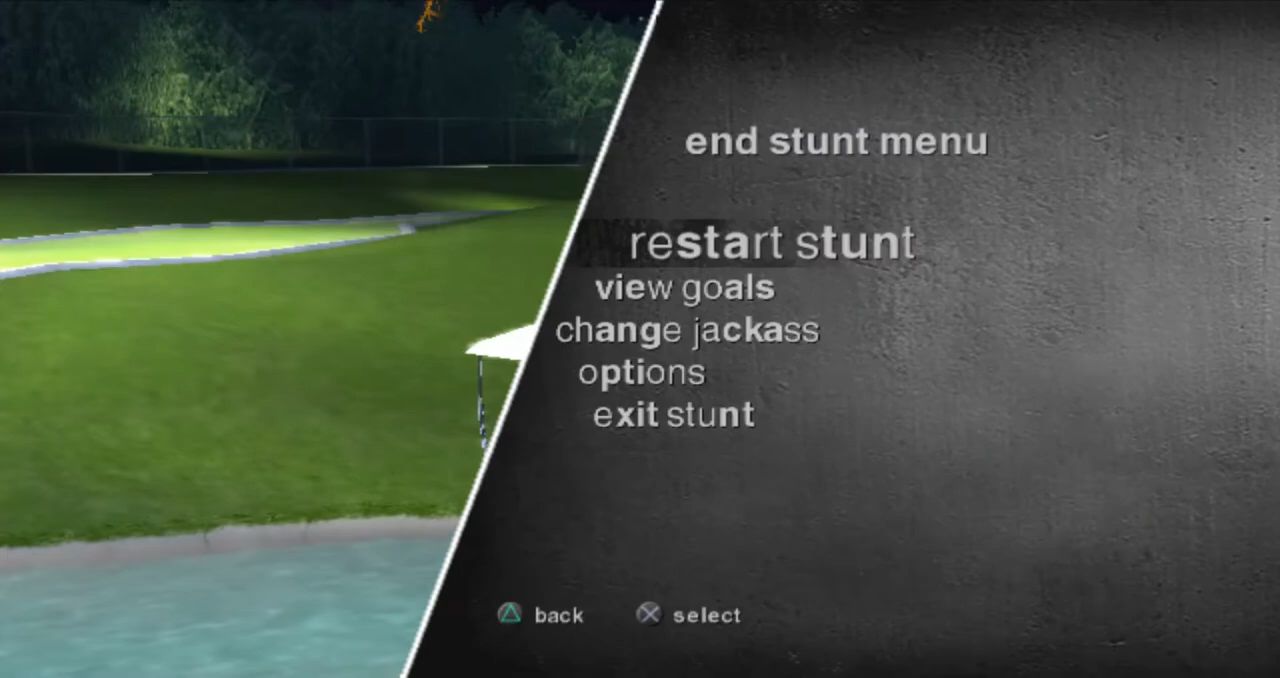 end stunt menu
restart stunt
view goals
change jackass
options
exit stunt
back select